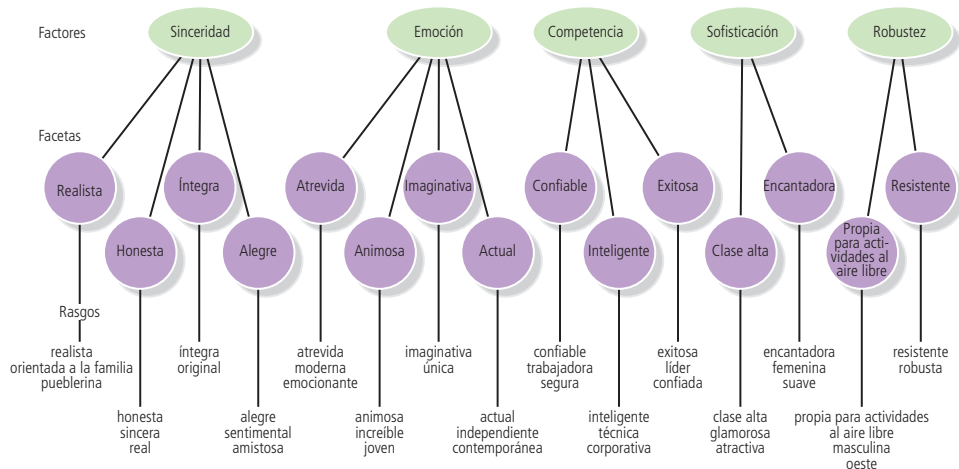 Factores
Sinceridad
Emoción
Competencia
Sofisticación
Robustez
Facetas
Realista
Íntegra
Atrevida
Imaginativa
Confiable
Exitosa
Encantadora
Resistente
Honesta
Alegre
Animosa
Actual
Inteligente
Clase alta
Propia
para acti-
vidades al
aire libre
Rasgos
realista
orientada a la familia
pueblerina
íntegra
original
atrevida
moderna
emocionante
imaginativa
única
confiable
trabajadora
segura
exitosa
líder
confiada
encantadora
femenina
suave
resistente
robusta
honesta
sincera
real
alegre
sentimental
amistosa
animosa
increíble
joven
actual
independiente
contemporánea
inteligente
técnica
corporativa
clase alta
glamorosa
atractiva
propia para actividades
al aire libre
masculina
oeste